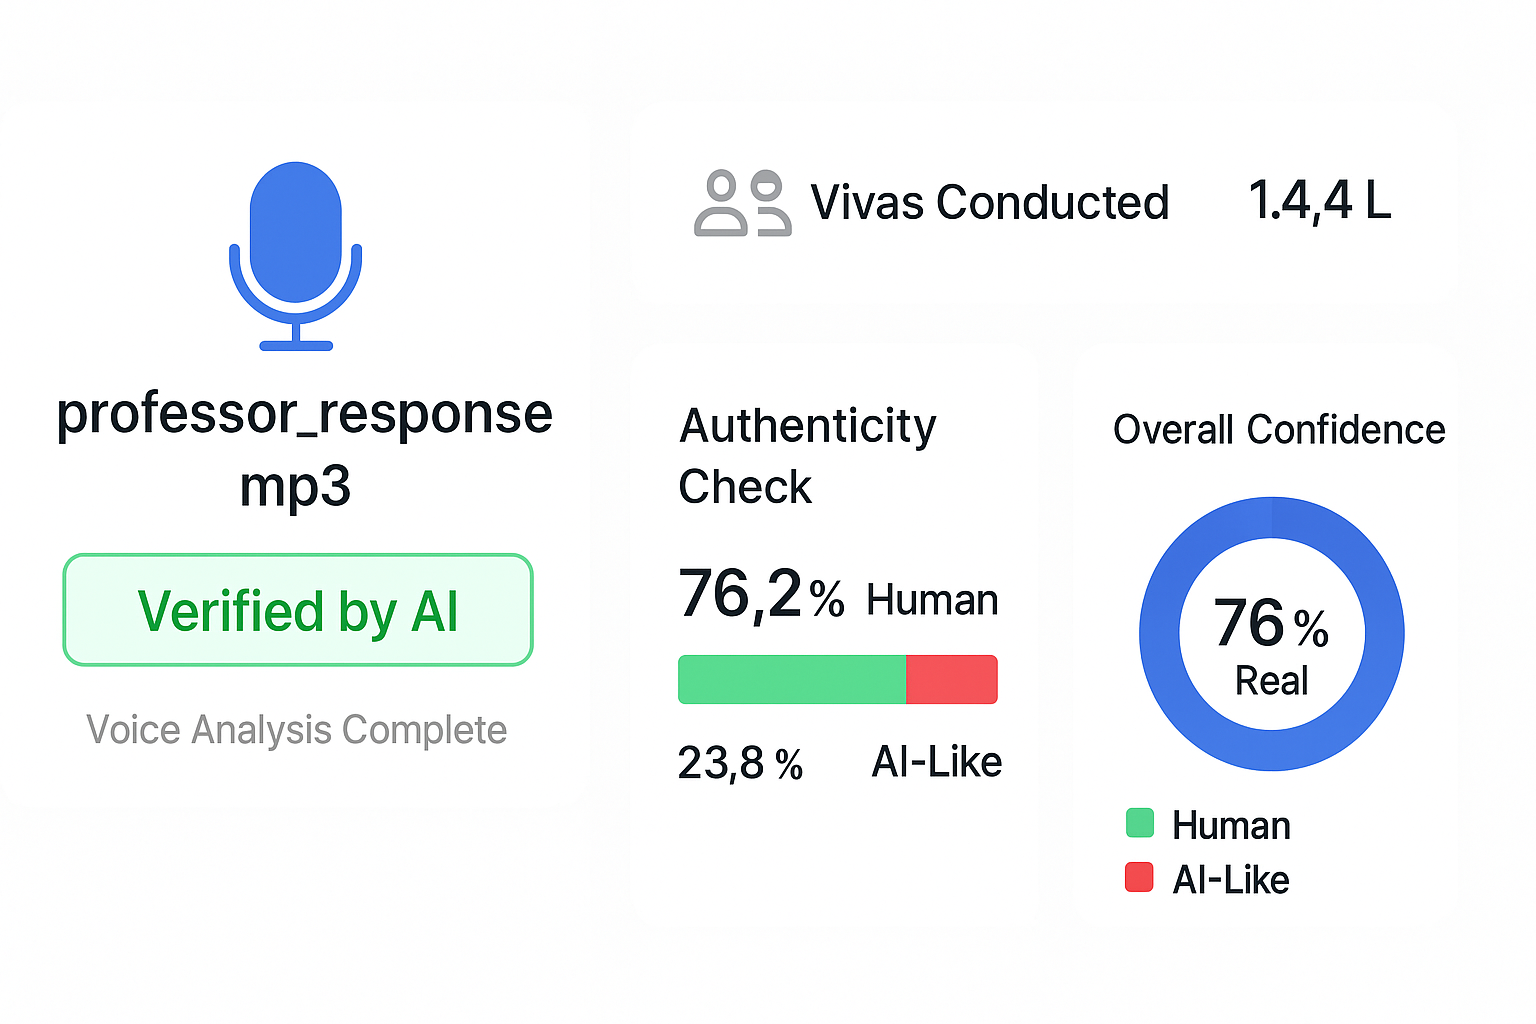 professor_response
mp3
Verified by AI
Voice Analysis Complete
Vivas Conducted 1.4,4 L
Authenticity
Check
76,2% Human
23,8 % AI-Like
Overall Confidence
76 %
Real
Human
AI-Like